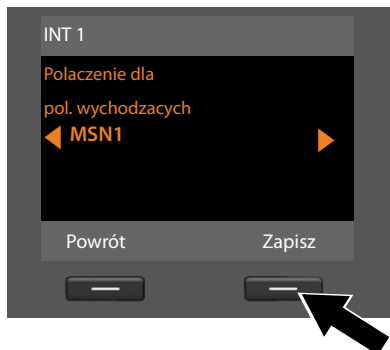 INT 1
Polaczenie dla
pol. wychodzacych
MSN1
Powrót Zapisz